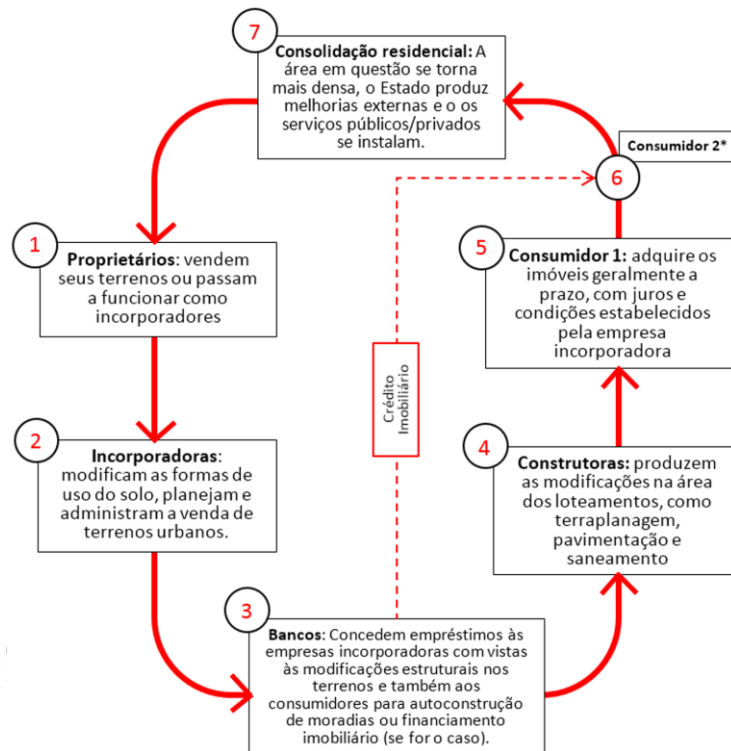 7
Consolidação residencial: A
área em questão se torna
mais densa, o Estado produz
melhorias externas e o os
serviços públicos/privados
se instalam.
Consumidor 2*
6
1
Proprietários: vendem
seus terrenos ou passam
a funcionar como
incorporadores
5
Consumidor 1: adquire os
imóveis geralmente a
prazo, com juros e
condições estabelecidos
pela empresa
incorporadora
Crédito
Imobiliário
2
Incorporadoras:
modificam as formas de
uso do solo, planejam e
administram a venda de
terrenos urbanos.
4
Construtoras: produzem
as modificações na área
dos loteamentos, como
terraplanagem,
pavimentação e
saneamento
3
Bancos: Concedem empréstimos às
empresas incorporadoras com vistas
às modificações estruturais nos
terrenos e também aos
consumidores para autoconstrução
de moradias ou financiamento
imobiliário (se for o caso).